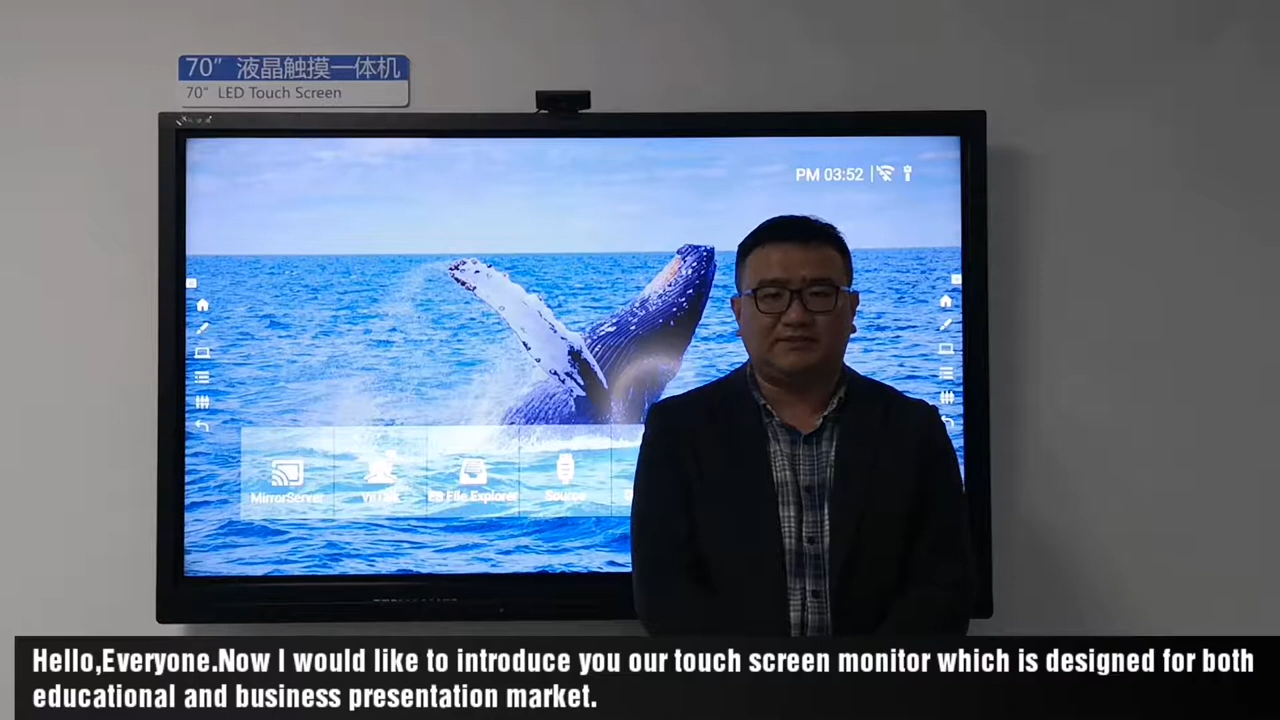 70” 液晶触摸一体机
70” LED Touch Screen
PM 03:52
MirrorServer
File Explorer
Source
Hello,Everyone.Now I would like to introduce you our touch screen monitor which is designed for both
educational and business presentation market.